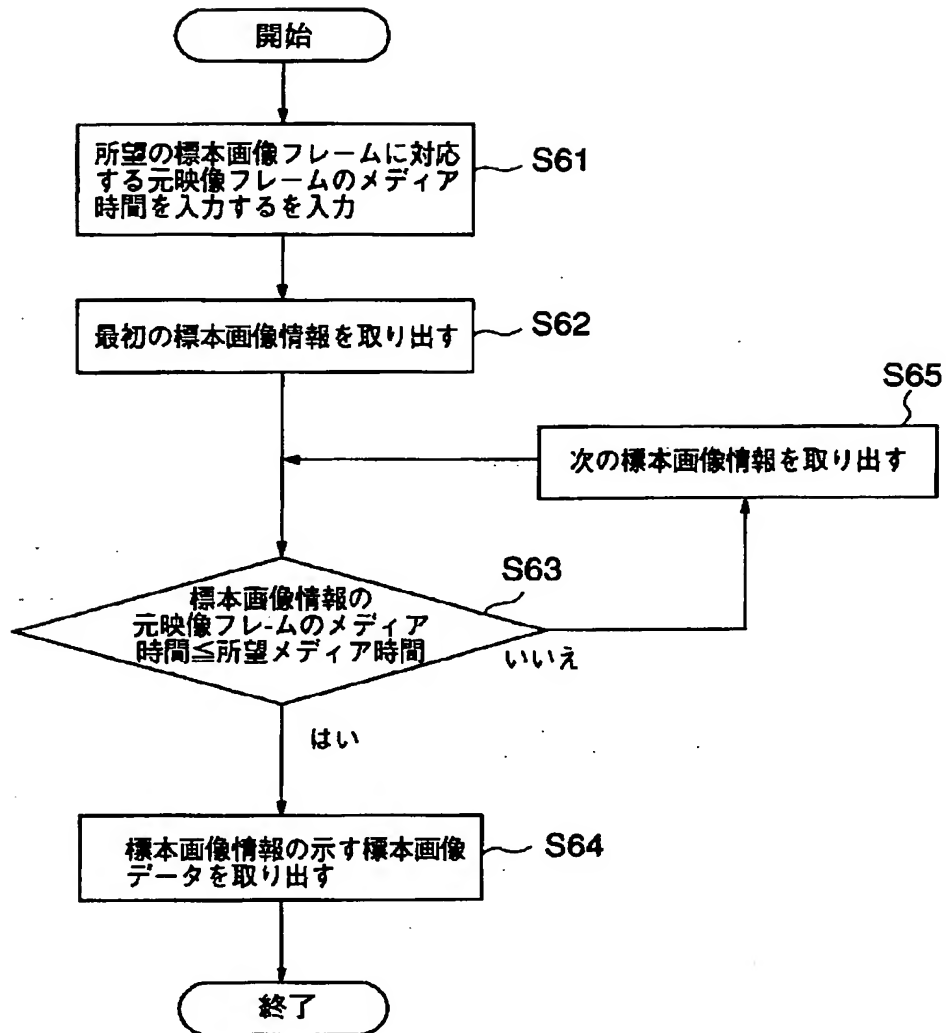 開始
所望の標本画像フレームに対応
する元映像フレームのメディア
時間を入力するを入力
S61
最初の標本画像情報を取り出す
S62
S65
次の標本画像情報を取り出す
S63
標本画像情報の
元映像フレームのメディア
時間≦所望メディア時間
いいえ
はい
標本画像情報の示す標本画像
データを取り出す
S64
終了